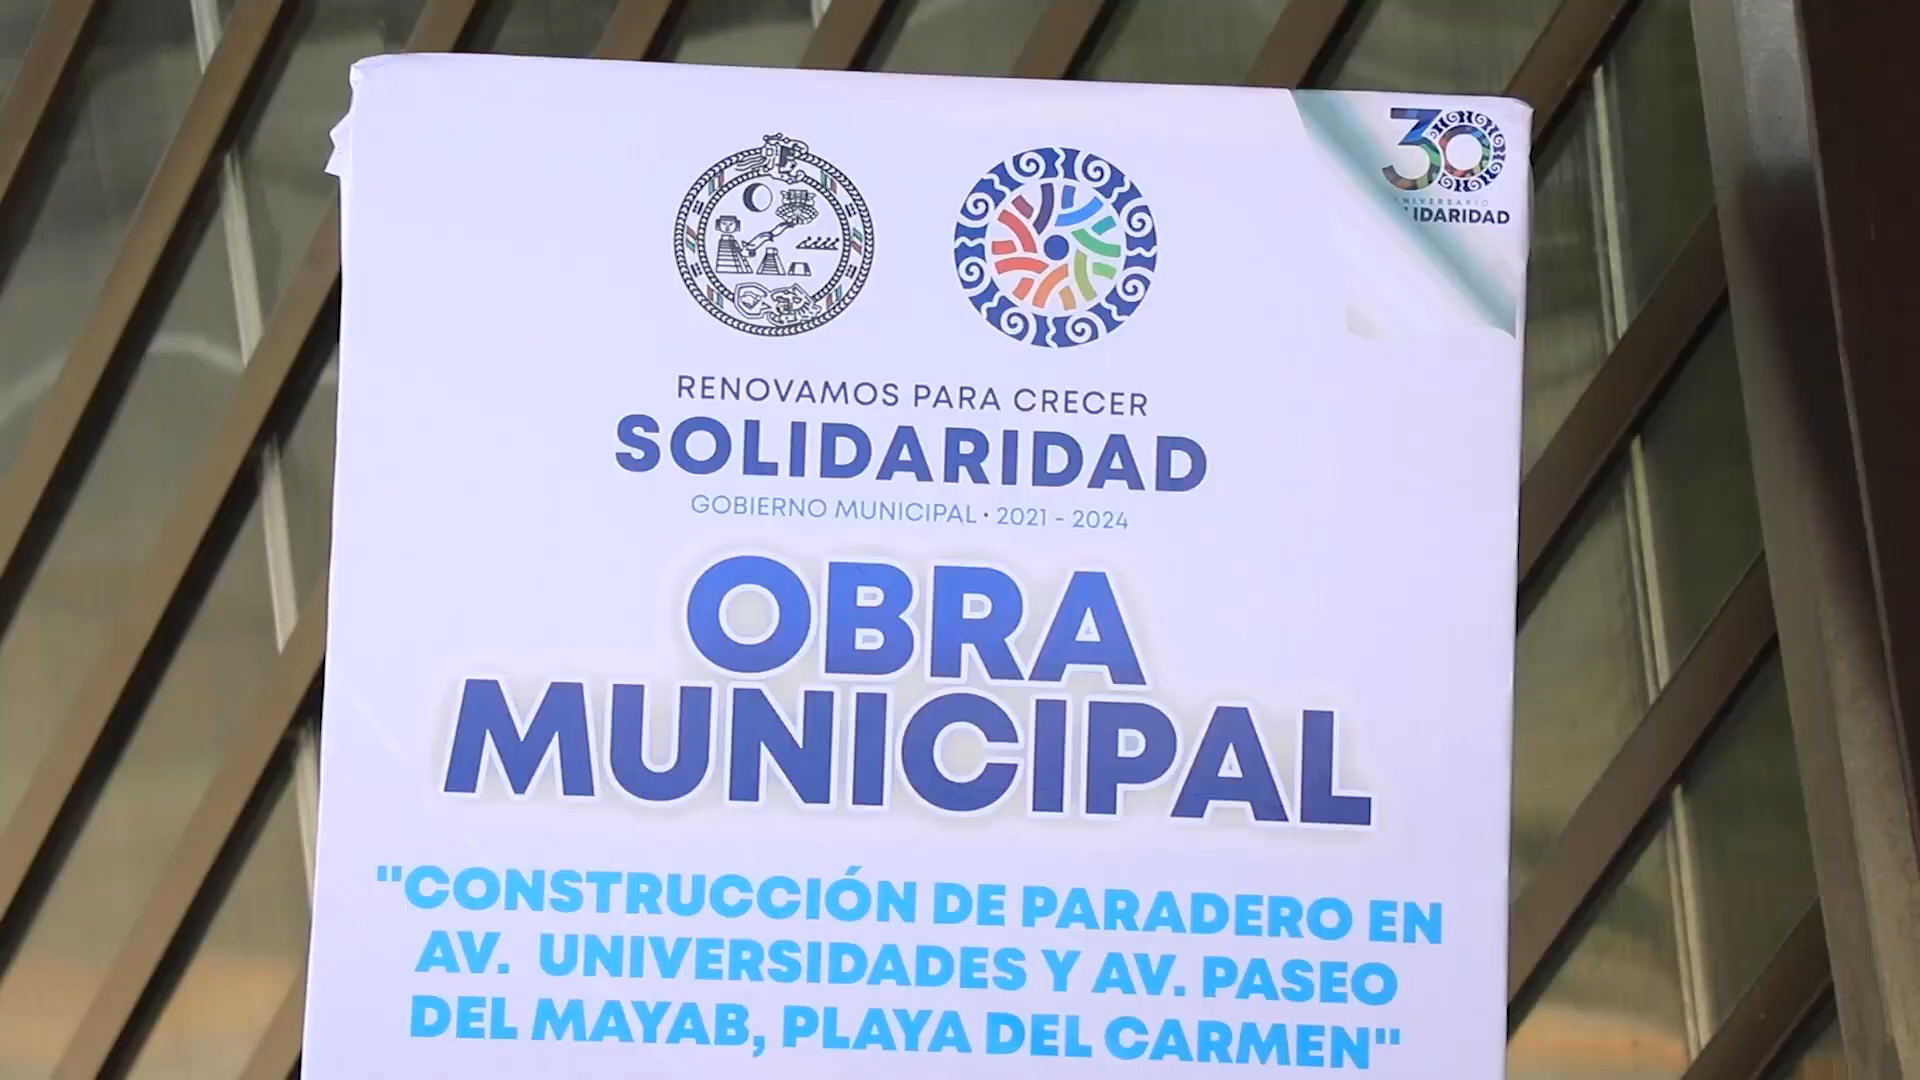 30
ANIVERSARIO
RENOVAMOS PARA CRECER
SOLIDARIDAD
GOBIERNO MUNICIPAL • 2021 - 2024
OBRA
MUNICIPAL
"CONSTRUCCIÓN DE PARADERO EN
AV. UNIVERSIDADES Y AV. PASEO
DEL MAYAB, PLAYA DEL CARMEN"